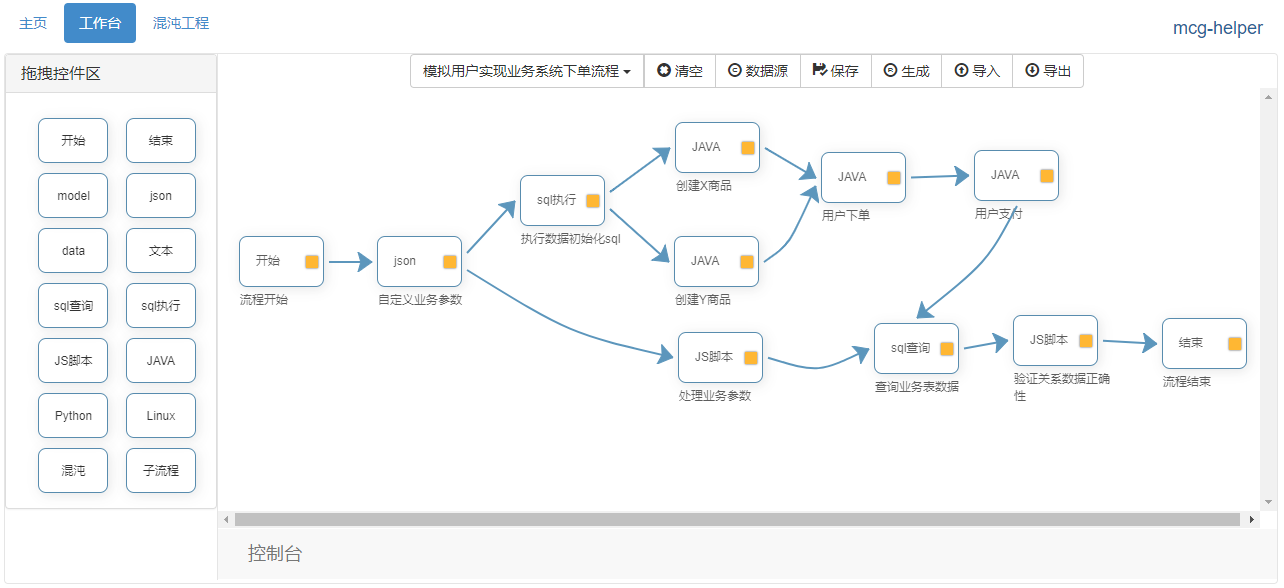 主页 工作台 混沌工程
mcg-helper
拖拽控件区
模拟用户实现业务系统下单流程 清空 数据源 保存 生成 导入 导出
开始 结束
model json
data 文本
sql查询 sql执行
JS脚本 JAVA
Python Linux
混沌 子流程
开始
流程开始
json
自定义业务参数
sql执行
执行数据初始化sql
JAVA
创建X商品
JAVA
创建Y商品
JAVA
用户下单
JAVA
用户支付
JS脚本
处理业务参数
sql查询
查询业务表数据
JS脚本
验证关系数据正确
性
结束
流程结束
控制台